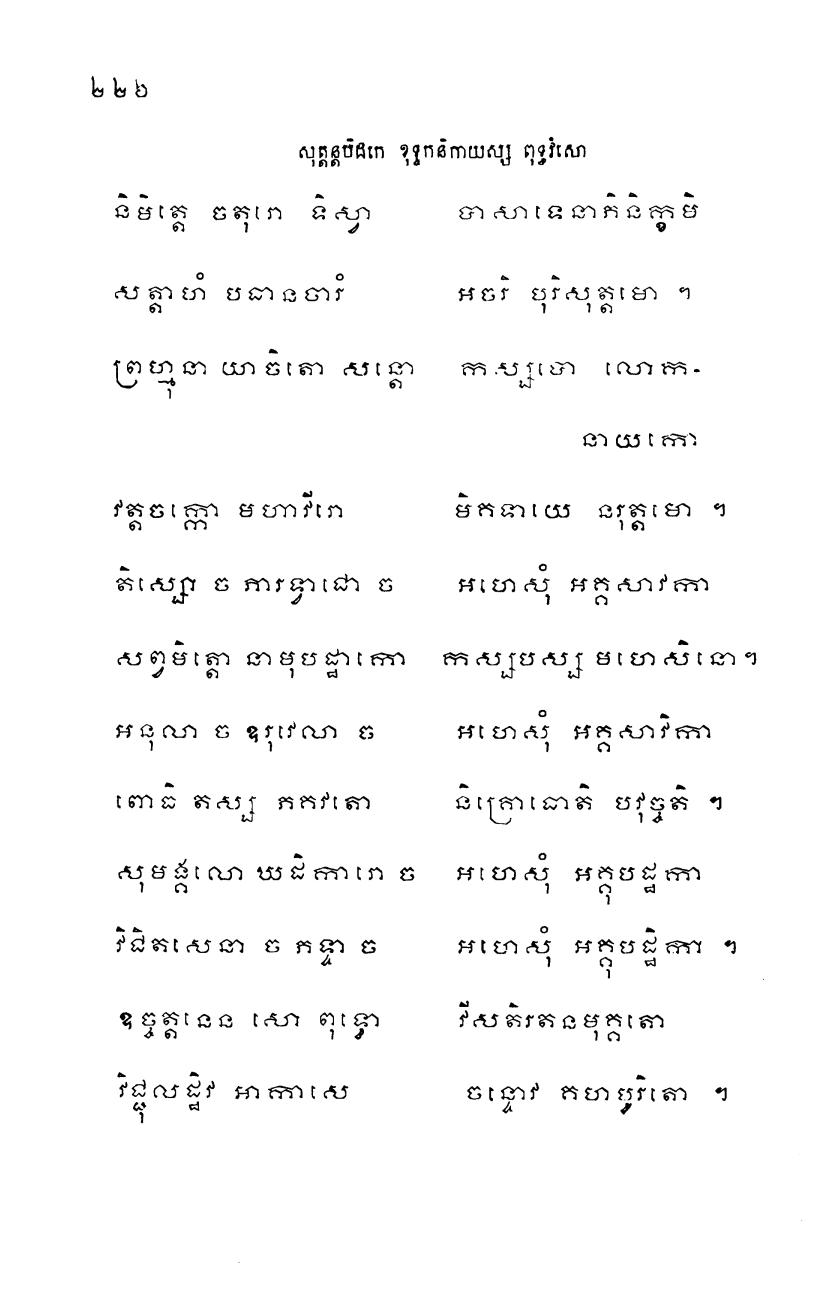 ២២៦
សុត្តន្តបិដកេ ខុទ្ទកនិកាយស្ស ពុទ្ធវំសោ
និមិត្តេ ចតុរោ ទិស្វា បាសាទេនាភិនិក្ខមិ
សត្តាហំ បធានចារំ អចរិ បុរិសុត្តមោ ។
ព្រហ្មុនា យាចិតោ សន្តោ កស្សបោ លោក-
នាយកោ
វត្តចក្កោ មហាវីរោ មិគទាយេ នរុត្តមោ ។
តិស្សោ ច ភារទ្វាជោ ច អហេសុំ អគ្គសាវកា
សព្វមិត្តោ នាមុបដ្ឋាកោ កស្សបស្ស មហេសិនោ។
អនុលា ច ឧរុវេលា ច អហេសុំ អគ្គសាវិកា
ពោធិ តស្ស ភគវតោ និគ្រោធោតិ បវុច្ចតិ ។
សុមង្គលោ ឃដិការោ ច អហេសុំ អគ្គុបដ្ឋកា
វិជិតសេនា ច ភទ្ទា ច អហេសុំ អគ្គុបដ្ឋិកា ។
ឧច្ចត្តនេន សោ ពុទ្ធោ វីសតិរតនមុគ្គតោ
វិជ្ជុលដ្ឋិវ អាកាសេ ចន្ទោវ គហបូរិតោ ។